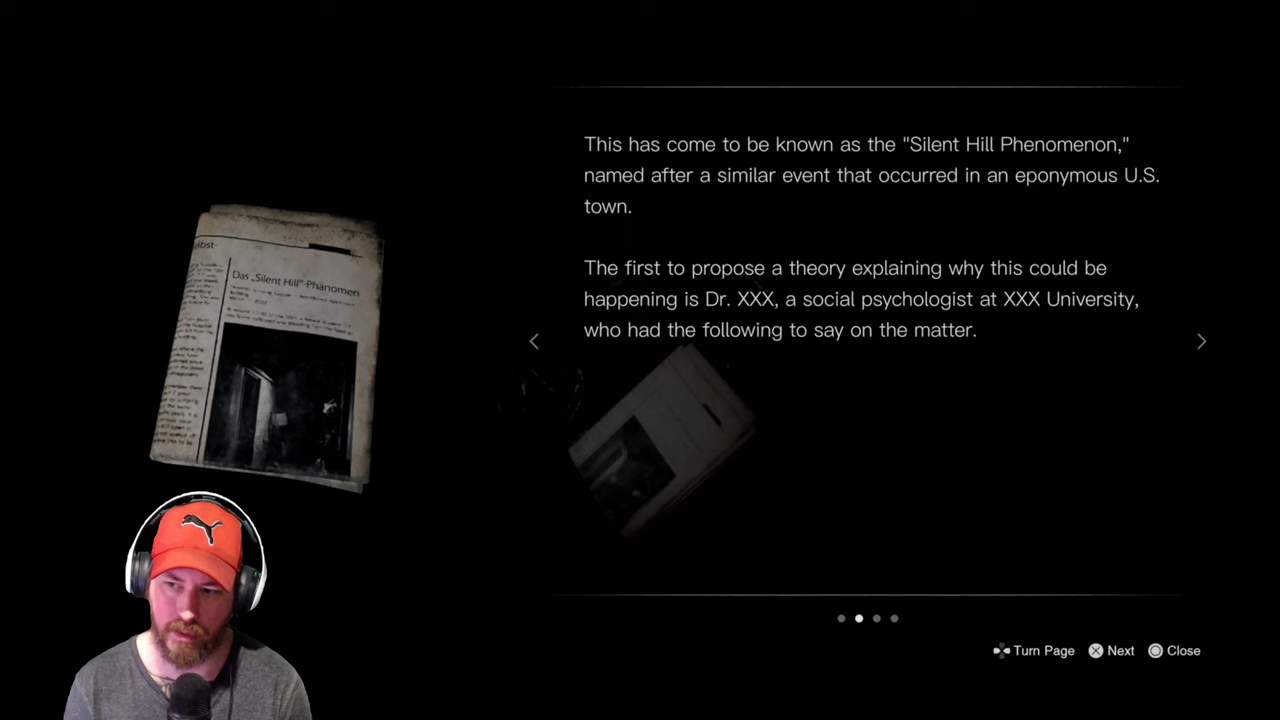 This has come to be known as the "Silent Hill Phenomenon,"
named after a similar event that occurred in an eponymous U.S.
town.
The first to propose a theory explaining why this could be
happening is Dr. XXX, a social psychologist at XXX University,
who had the following to say on the matter.
Das „Silent Hill"-Phänomen
Turn Page
Next
Close